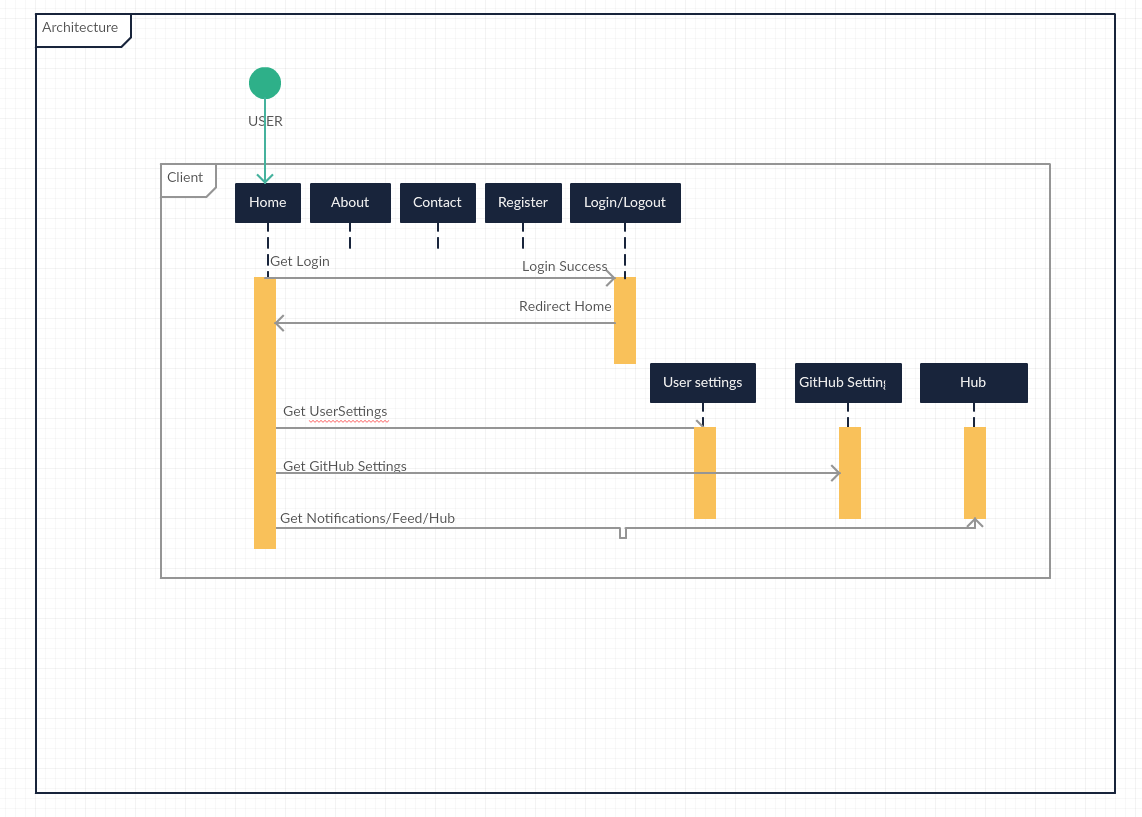 Architecture
USER
Client
Home
About
Contact
Register
Login/Logout
Get Login
Login Success
Redirect Home
User settings
GitHub Setting
Hub
Get UserSettings
Get GitHub Settings
Get Notifications/Feed/Hub